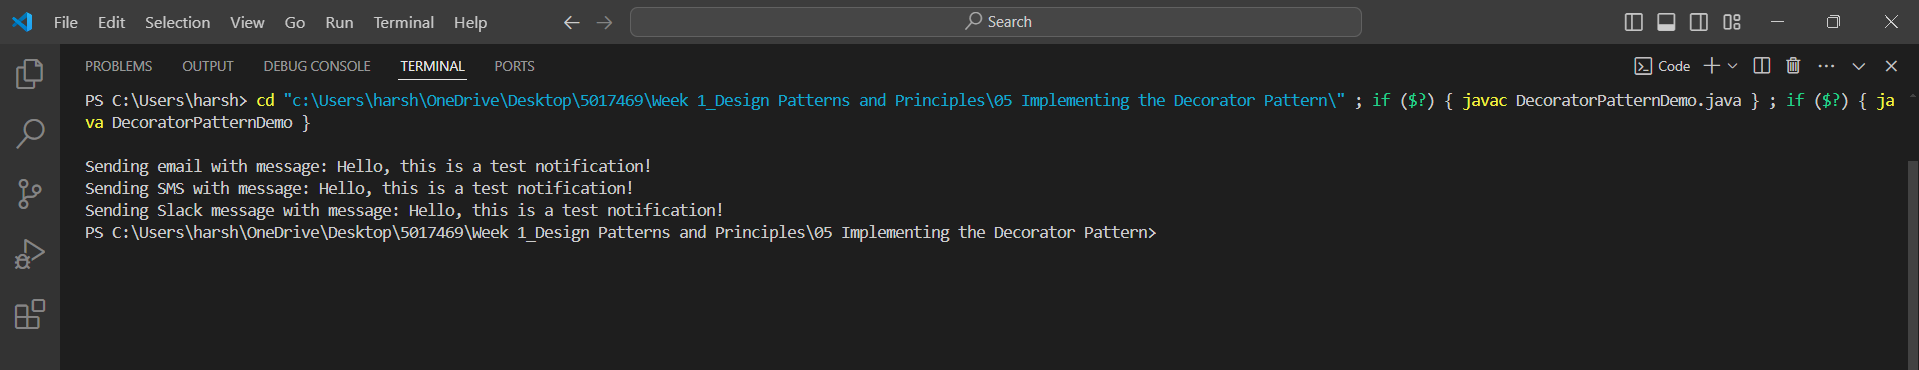 File Edit Selection View Go Run Terminal Help Search
PROBLEMS OUTPUT DEBUG CONSOLE TERMINAL PORTS Code
PS C:\Users\harsh> cd "c:\Users\harsh\OneDrive\Desktop\5017469\Week 1_Design Patterns and Principles\05 Implementing the Decorator Pattern\" ; if ($?) { javac DecoratorPatternDemo.java } ; if ($?) { ja
va DecoratorPatternDemo }
Sending email with message: Hello, this is a test notification!
Sending SMS with message: Hello, this is a test notification!
Sending Slack message with message: Hello, this is a test notification!
PS C:\Users\harsh\OneDrive\Desktop\5017469\Week 1_Design Patterns and Principles\05 Implementing the Decorator Pattern>